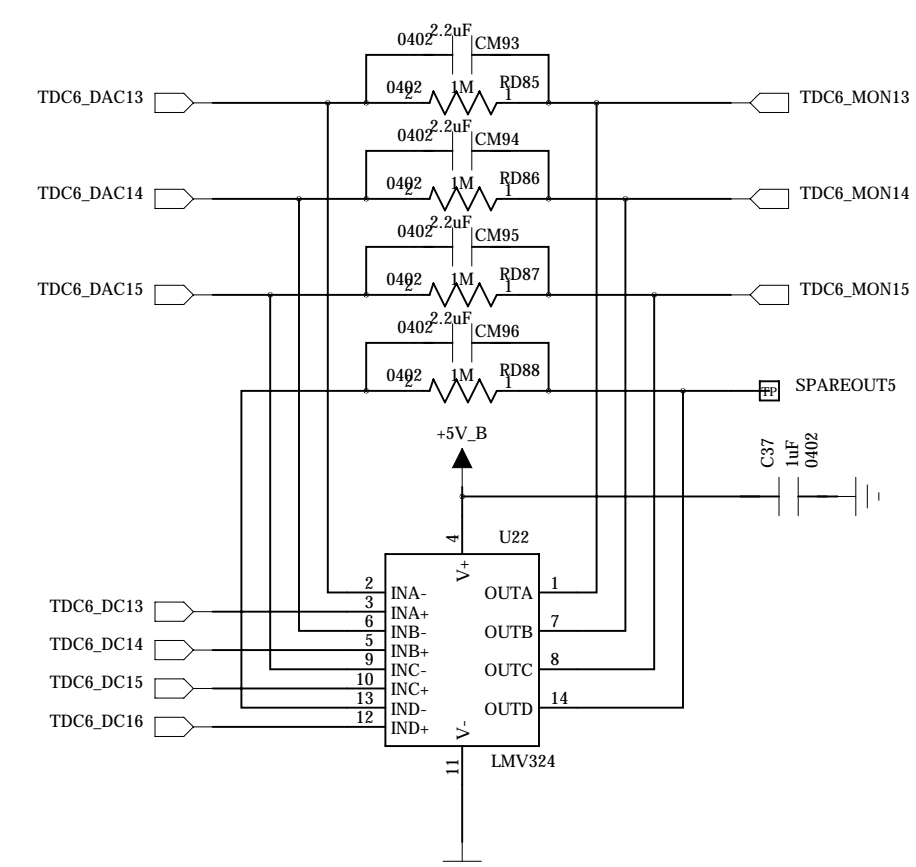 2.2uF
0402
CM93
0402
1M
RD85
TDC6_DAC13
2
1
TDC6_MON13
2.2uF
0402
CM94
0402
1M
RD86
TDC6_DAC14
2
1
TDC6_MON14
2.2uF
0402
CM95
0402
1M
RD87
TDC6_DAC15
2
1
TDC6_MON15
2.2uF
0402
CM96
0402
1M
RD88
2
1
TP
SPAREOUT5
+5V_B
C37
1uF
0402
4
U22
V+
2
INA-
OUTA
1
TDC6_DC13
3
INA+
6
INB-
OUTB
7
TDC6_DC14
5
INB+
9
INC-
OUTC
8
TDC6_DC15
10
INC+
13
IND-
OUTD
14
TDC6_DC16
12
IND+
V-
11
LMV324